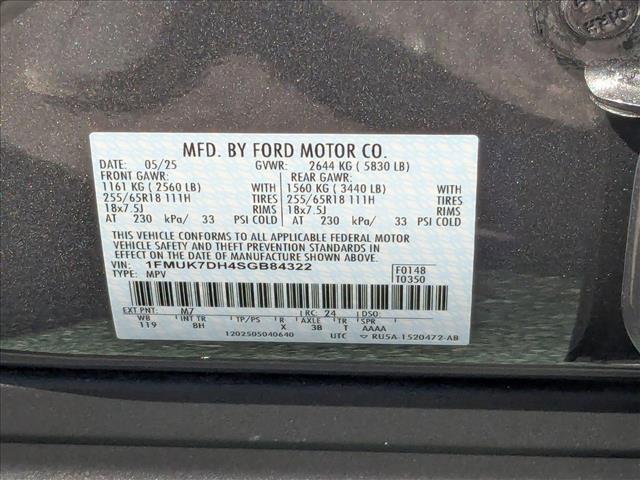 MFD. BY FORD MOTOR CO.
DATE: 05/25 GVWR: 2644 KG ( 5830 LB)
FRONT GAWR: REAR GAWR:
1161 KG ( 2560 LB) WITH 1560 KG ( 3440 LB) WITH
255/65R18 111H TIRES 255/65R18 111H TIRES
18x7.5J RIMS 18x7.5J RIMS
AT 230 kPa/ 33 PSI COLD AT 230 kPa/ 33 PSI COLD
THIS VEHICLE CONFORMS TO ALL APPLICABLE FEDERAL MOTOR
VEHICLE SAFETY AND THEFT PREVENTION STANDARDS IN
EFFECT ON THE DATE OF MANUFACTURE SHOWN ABOVE.
VIN: 1FMUK7DH4SGB84322 F0148
TYPE: MPV T0350
EXT PNT: M7 RC: 24 DSO:
WB TP/PS R AXLE TR SPR
119 8H X 3B T AAAA
1202505040640 UTC ▽ RU5A-1520472-AB